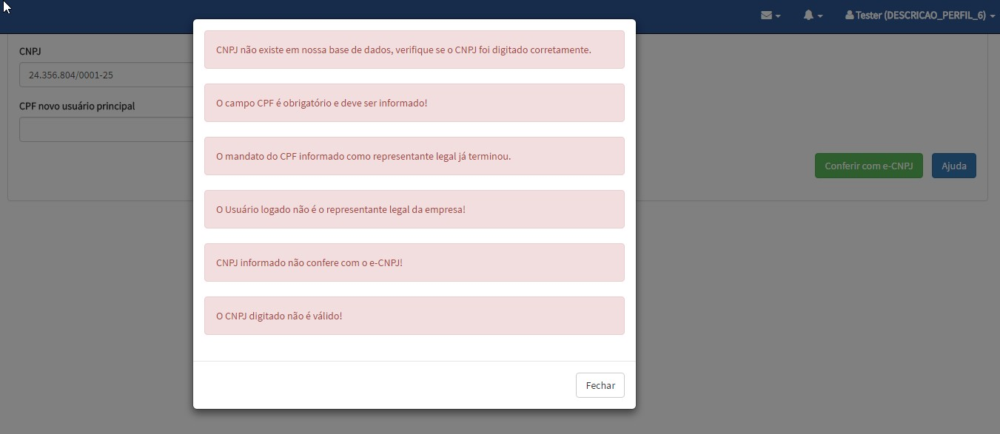 Tester (DESCRICAO_PERFIL_6)
CNPJ
24.356.804/0001-25
CPF novo usuário principal
Conferir com e-CNPJ
Ajuda
CNPJ não existe em nossa base de dados, verifique se o CNPJ foi digitado corretamente.
O campo CPF é obrigatório e deve ser informado!
O mandato do CPF informado como representante legal já terminou.
O Usuário logado não é o representante legal da empresa!
CNPJ informado não confere com o e-CNPJ!
O CNPJ digitado não é válido!
Fechar